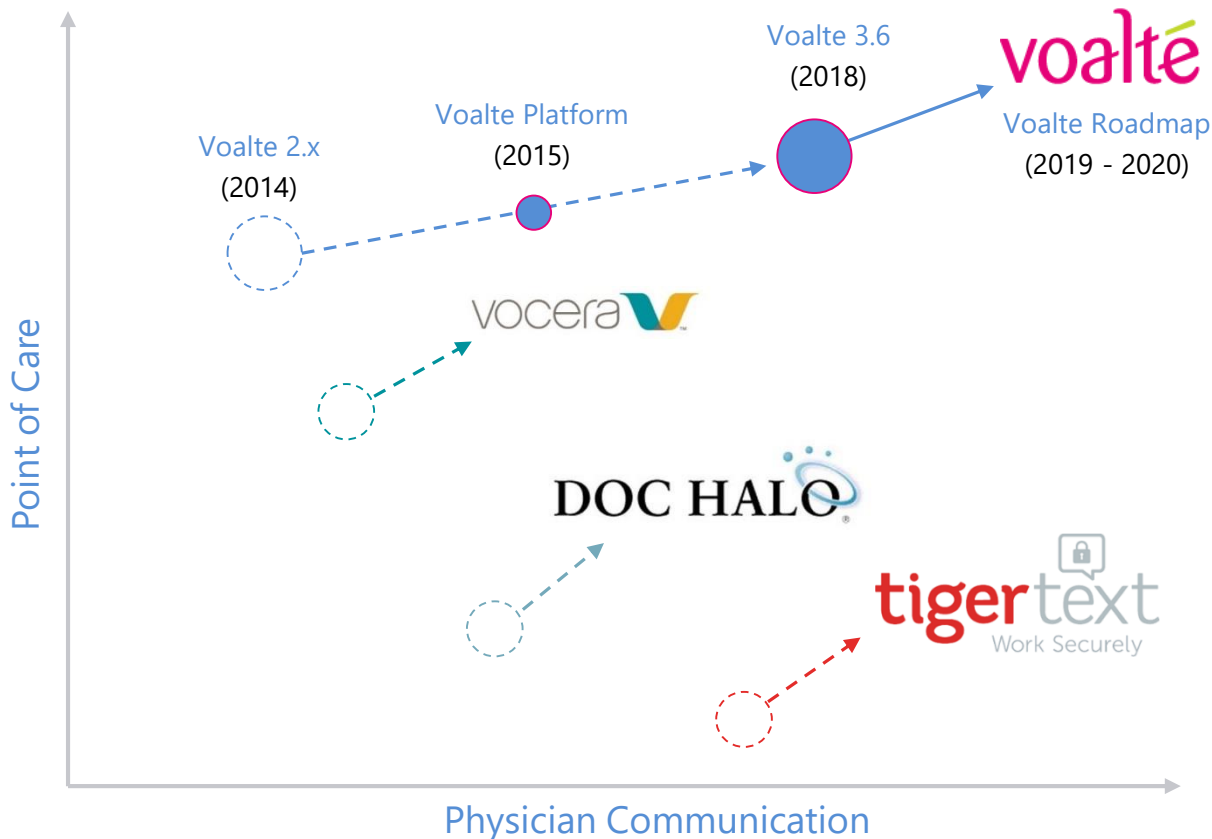 Voalte 3.6
(2018)
voalté
Voalte Roadmap
(2019 - 2020)
Voalte Platform
(2015)
Voalte 2.x
(2014)
vocera
™
Point of Care
DOC HALO
®
tigertext
Work Securely
Physician Communication